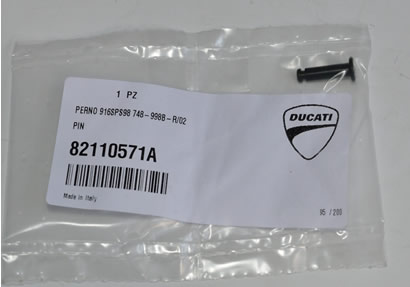 1 PZ
PERNO 916SPS98 748-998B-R/02
PIN
82110571A
Made in Italy
DUCATI
95 / 200